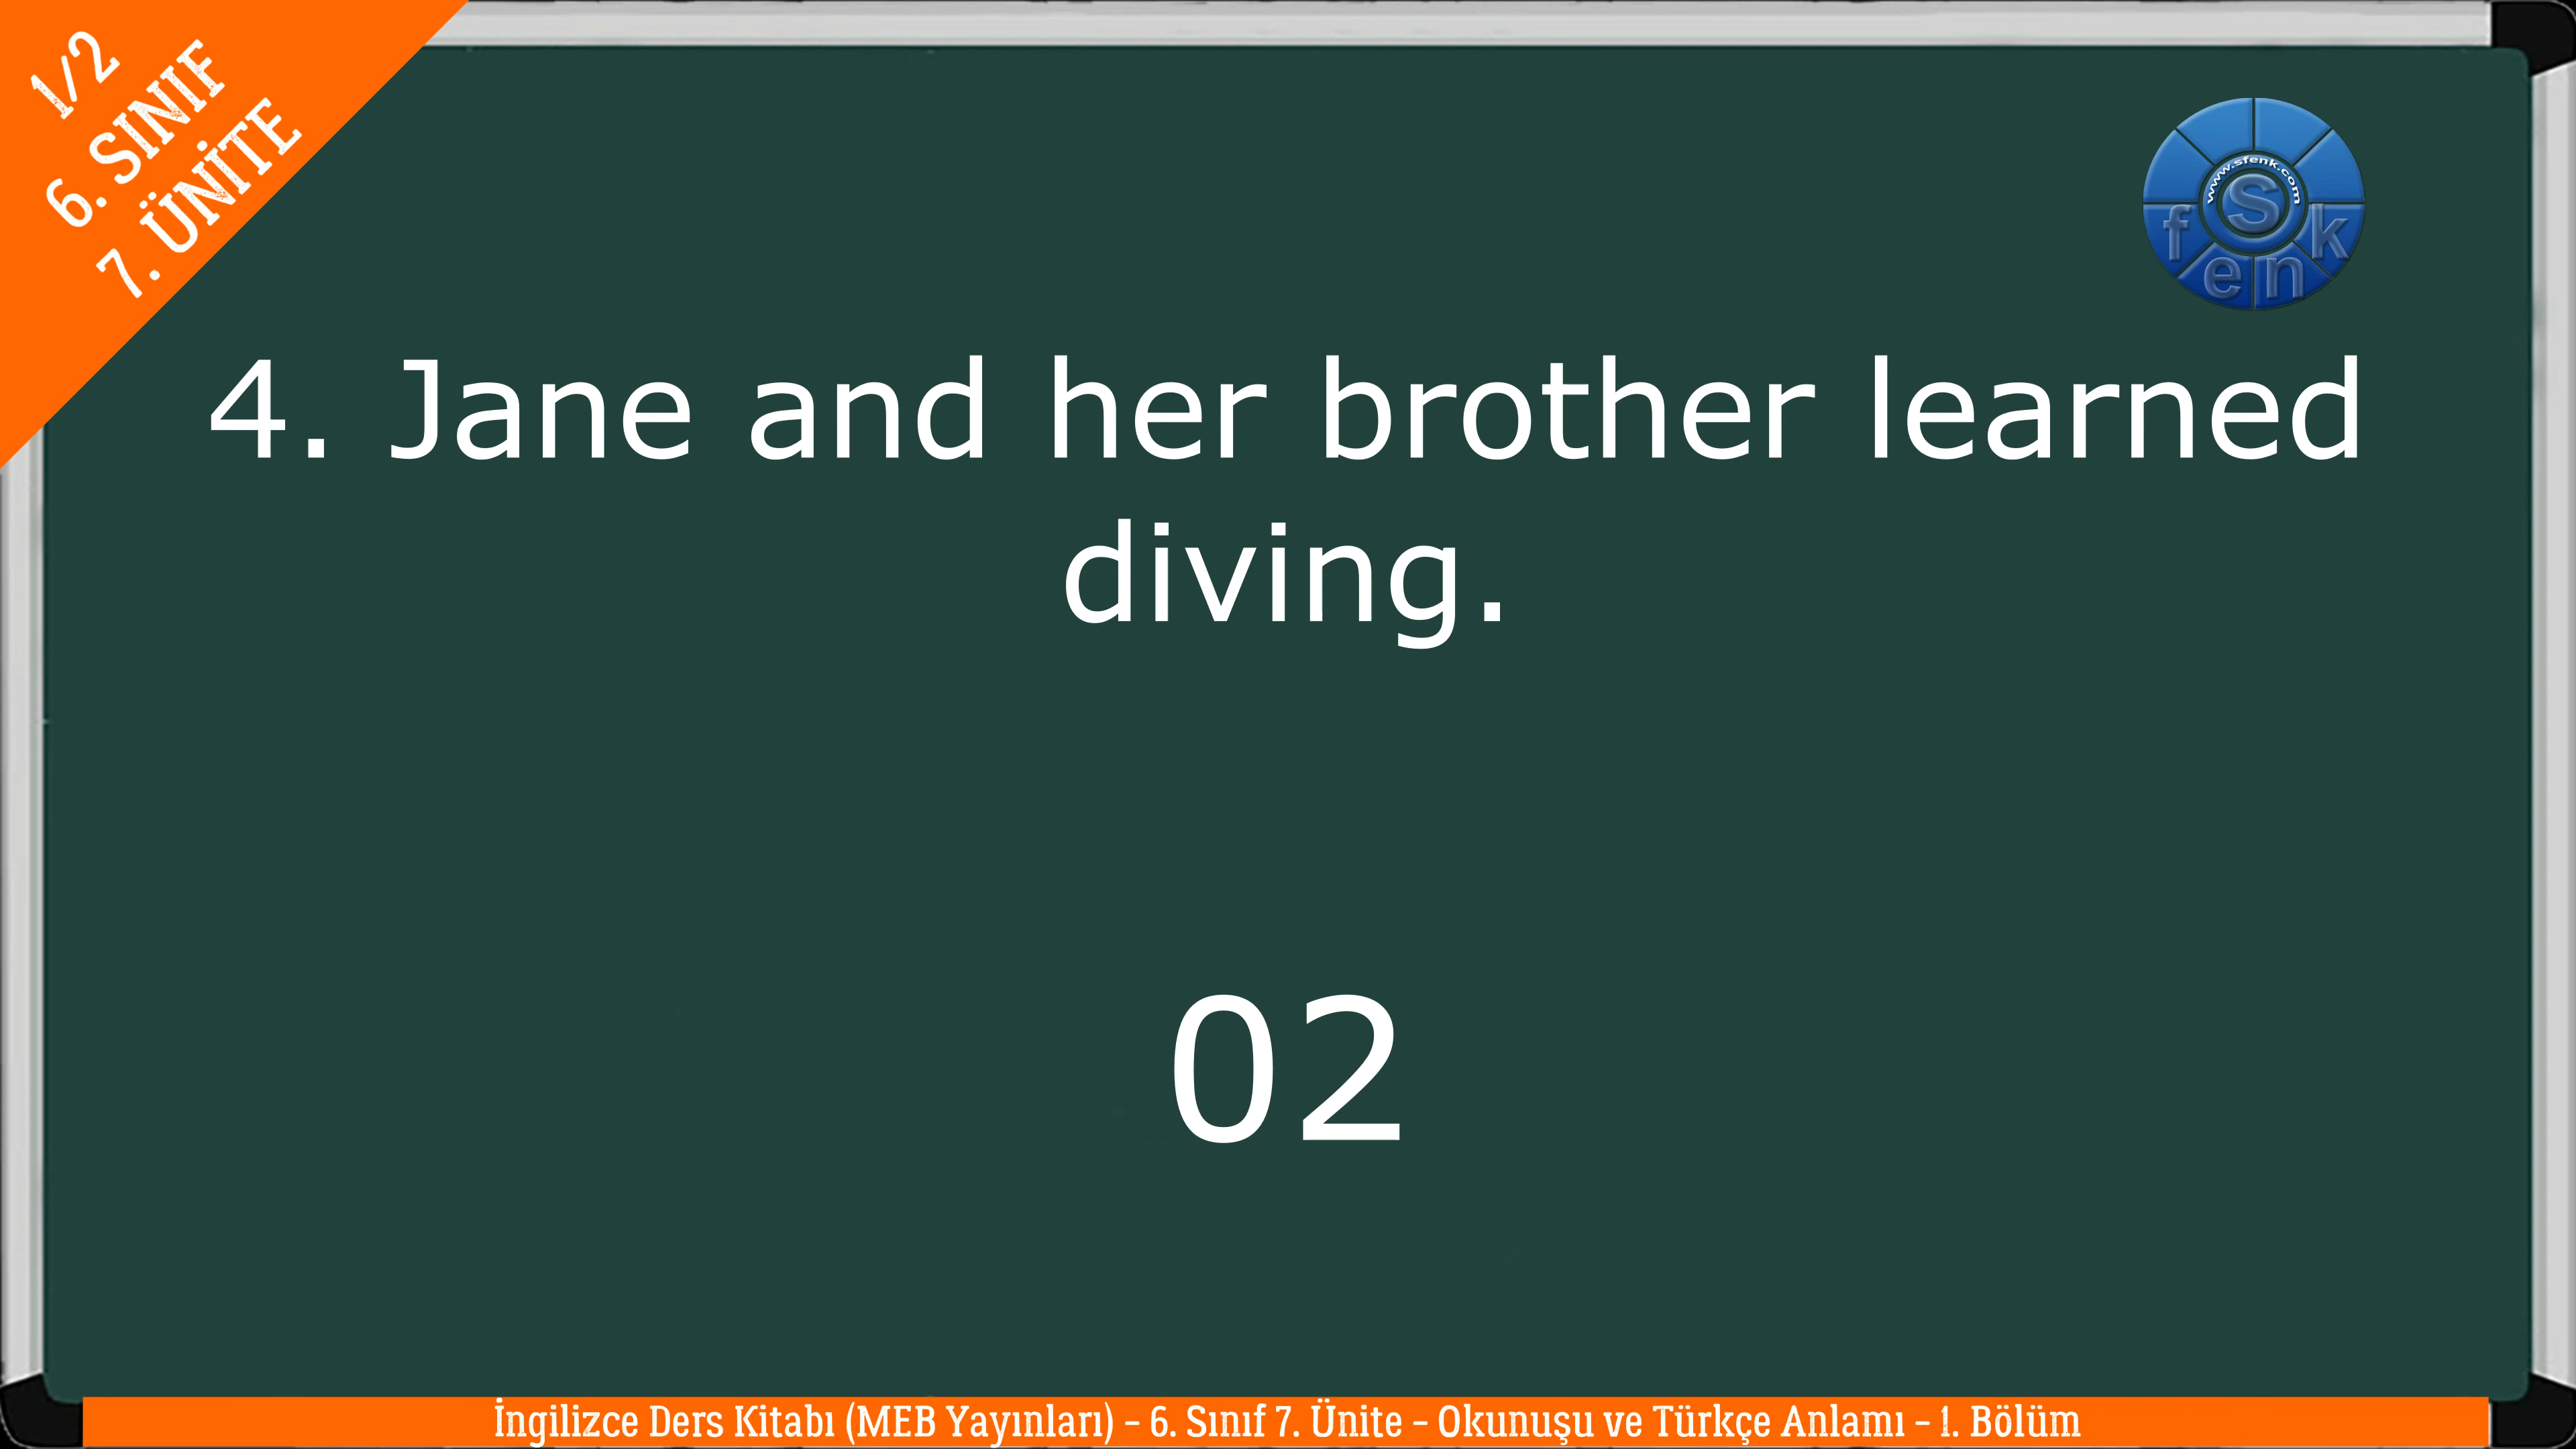 1/2
6. SINIF
7. ÜNİTE
www.sfenk.com
S
f e n k
4. Jane and her brother learned
diving.
02
İngilizce Ders Kitabı (MEB Yayınları) – 6. Sınıf 7. Ünite – Okunuşu ve Türkçe Anlamı – 1. Bölüm